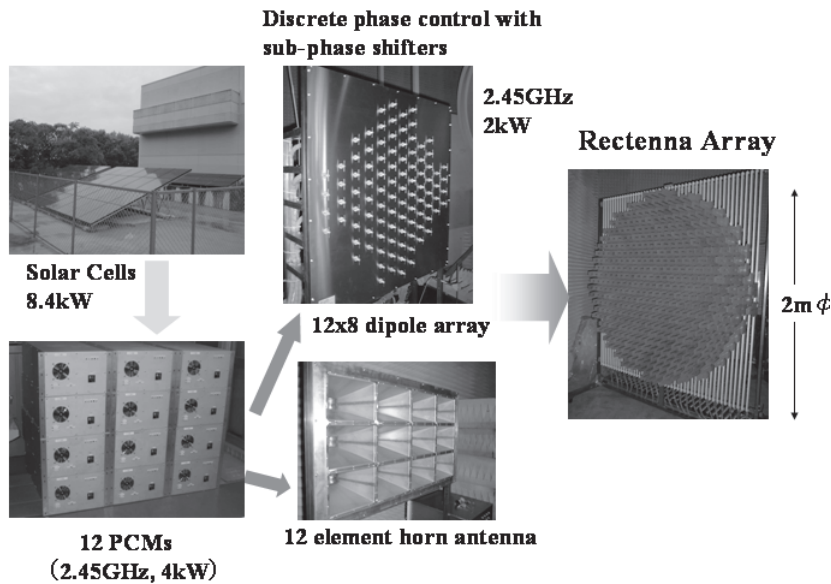 Discrete phase control with
sub-phase shifters
2.45GHz
2kW
Rectenna Array
Solar Cells
8.4kW
12x8 dipole array
2mϕ
12 PCMs
(2.45GHz, 4kW)
12 element horn antenna